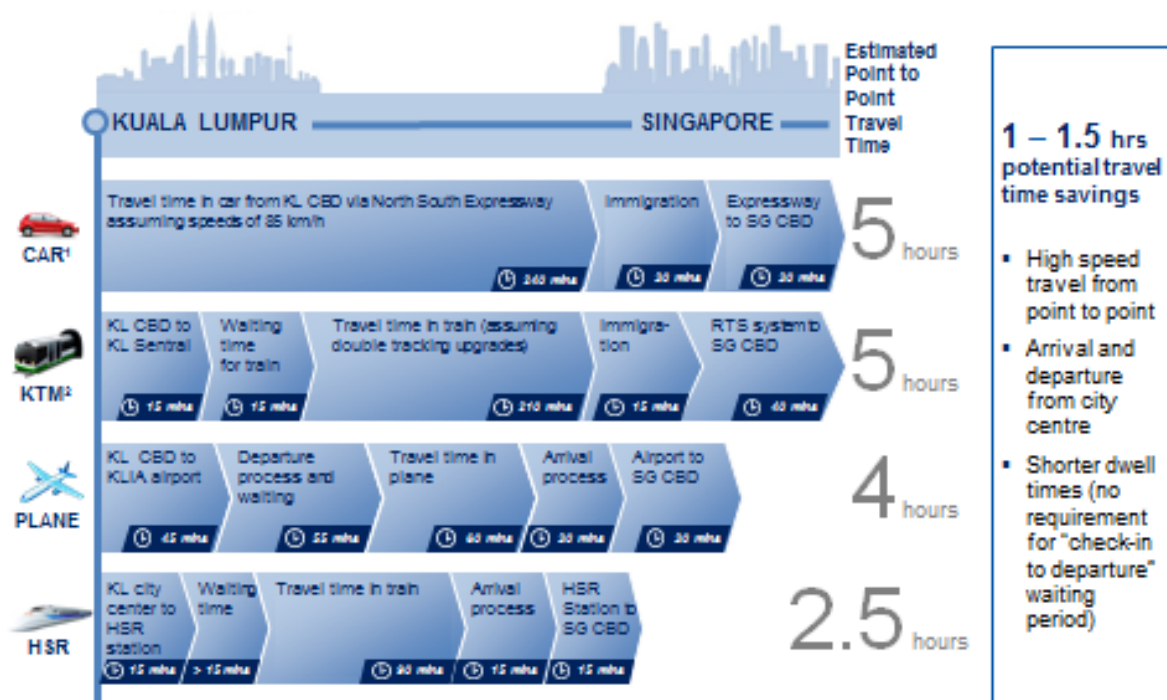 Estimated
Point to
Point
Travel
Time
KUALA LUMPUR
SINGAPORE
1 – 1.5 hrs
potential travel
time savings
▪ High speed
travel from
point to point
▪ Arrival and
departure
from city
centre
▪ Shorter dwell
times (no
requirement
for "check-in
to departure"
waiting
period)
CAR¹
Travel time in car from KL CBD via North South Expressway
assuming speeds of 85 km/h
240 mins
Immigration
30 mins
Expressway
to SG CBD
30 mins
5 hours
KTM²
KL CBD to
KL Sentral
15 mins
Waiting
time
for train
15 mins
Travel time in train (assuming
double tracking upgrades)
210 mins
Immigra-
tion
15 mins
RTS system to
SG CBD
40 mins
5 hours
PLANE
KL CBD to
KLIA airport
45 mins
Departure
process and
waiting
55 mins
Travel time in
plane
60 mins
Arrival
process
30 mins
Airport to
SG CBD
30 mins
4 hours
HSR
KL city
center to
HSR
station
15 mins
Waiting
time
> 15 mins
Travel time in train
90 mins
Arrival
process
15 mins
HSR
Station to
SG CBD
15 mins
2.5 hours